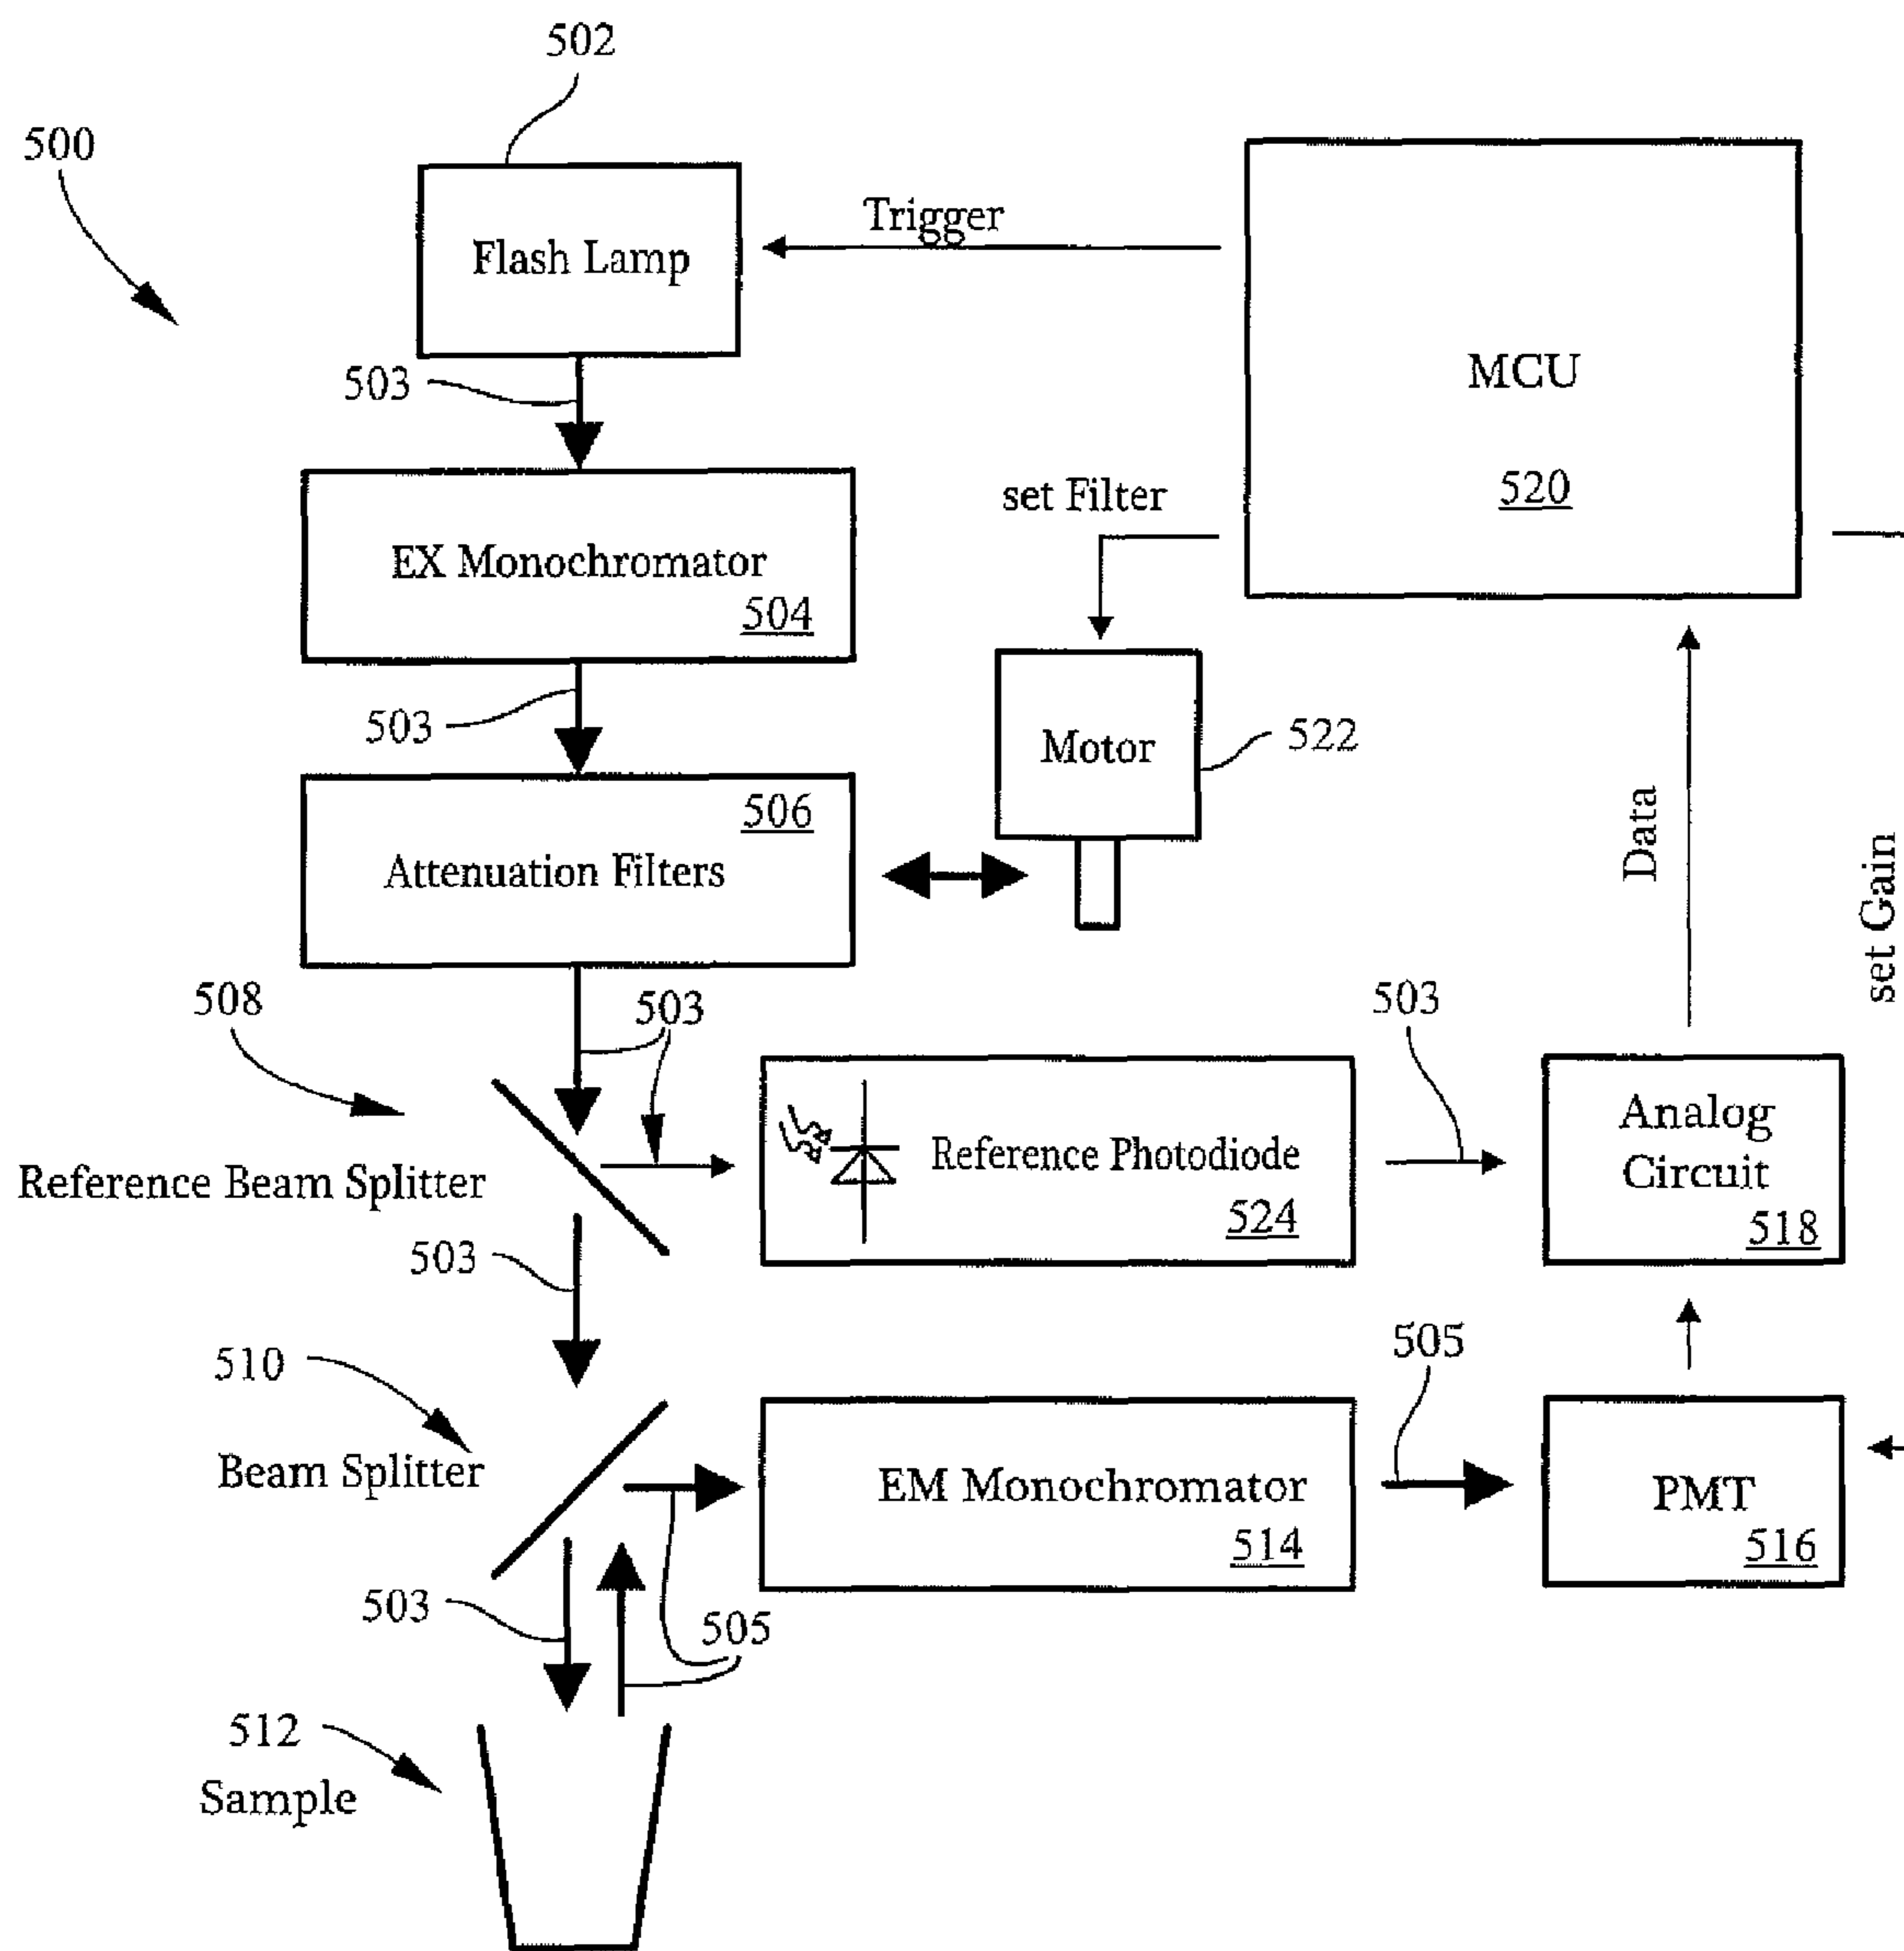 502
500
Flash Lamp
Trigger
MCU
520
503
EX Monochromator
504
set Filter
503
Motor
522
506
Attenuation Filters
Data
set Gain
508
503
503
Reference Beam Splitter
Reference Photodiode
524
Analog
Circuit
518
503
510
Beam Splitter
505
EM Monochromator
514
505
PMT
516
503
512
Sample